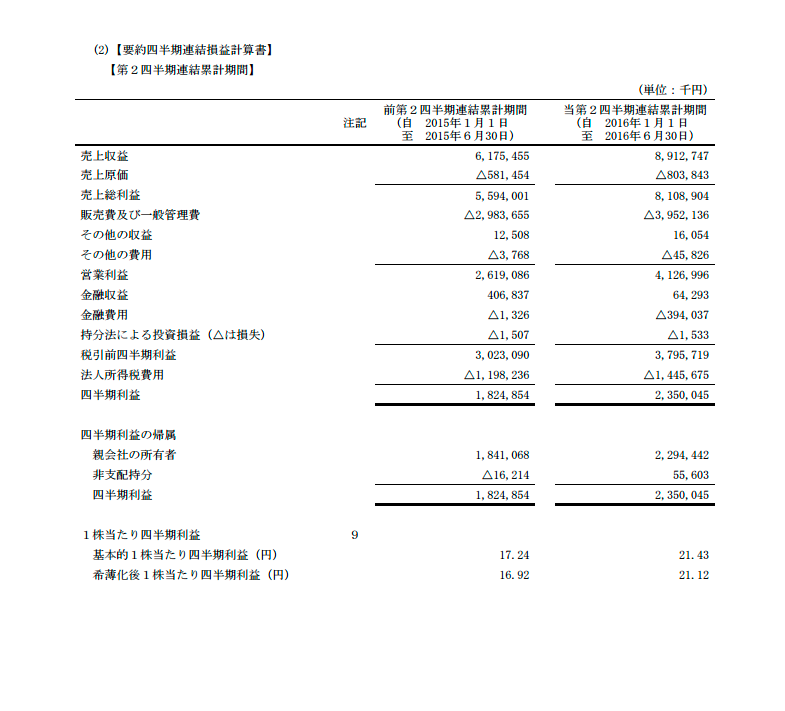 (2)【要約四半期連結損益計算書】
【第２四半期連結累計期間】
（単位：千円）
注記 前第２四半期連結累計期間 当第２四半期連結累計期間
（自 2015年１月１日 （自 2016年１月１日
至 2015年６月30日） 至 2016年６月30日）
売上収益 6,175,455 8,912,747
売上原価 △581,454 △803,843
売上総利益 5,594,001 8,108,904
販売費及び一般管理費 △2,983,655 △3,952,136
その他の収益 12,508 16,054
その他の費用 △3,768 △45,826
営業利益 2,619,086 4,126,996
金融収益 406,837 64,293
金融費用 △1,326 △394,037
持分法による投資損益（△は損失） △1,507 △1,533
税引前四半期利益 3,023,090 3,795,719
法人所得税費用 △1,198,236 △1,445,675
四半期利益 1,824,854 2,350,045
四半期利益の帰属
親会社の所有者 1,841,068 2,294,442
非支配持分 △16,214 55,603
四半期利益 1,824,854 2,350,045
１株当たり四半期利益 9
基本的１株当たり四半期利益（円） 17.24 21.43
希薄化後１株当たり四半期利益（円） 16.92 21.12